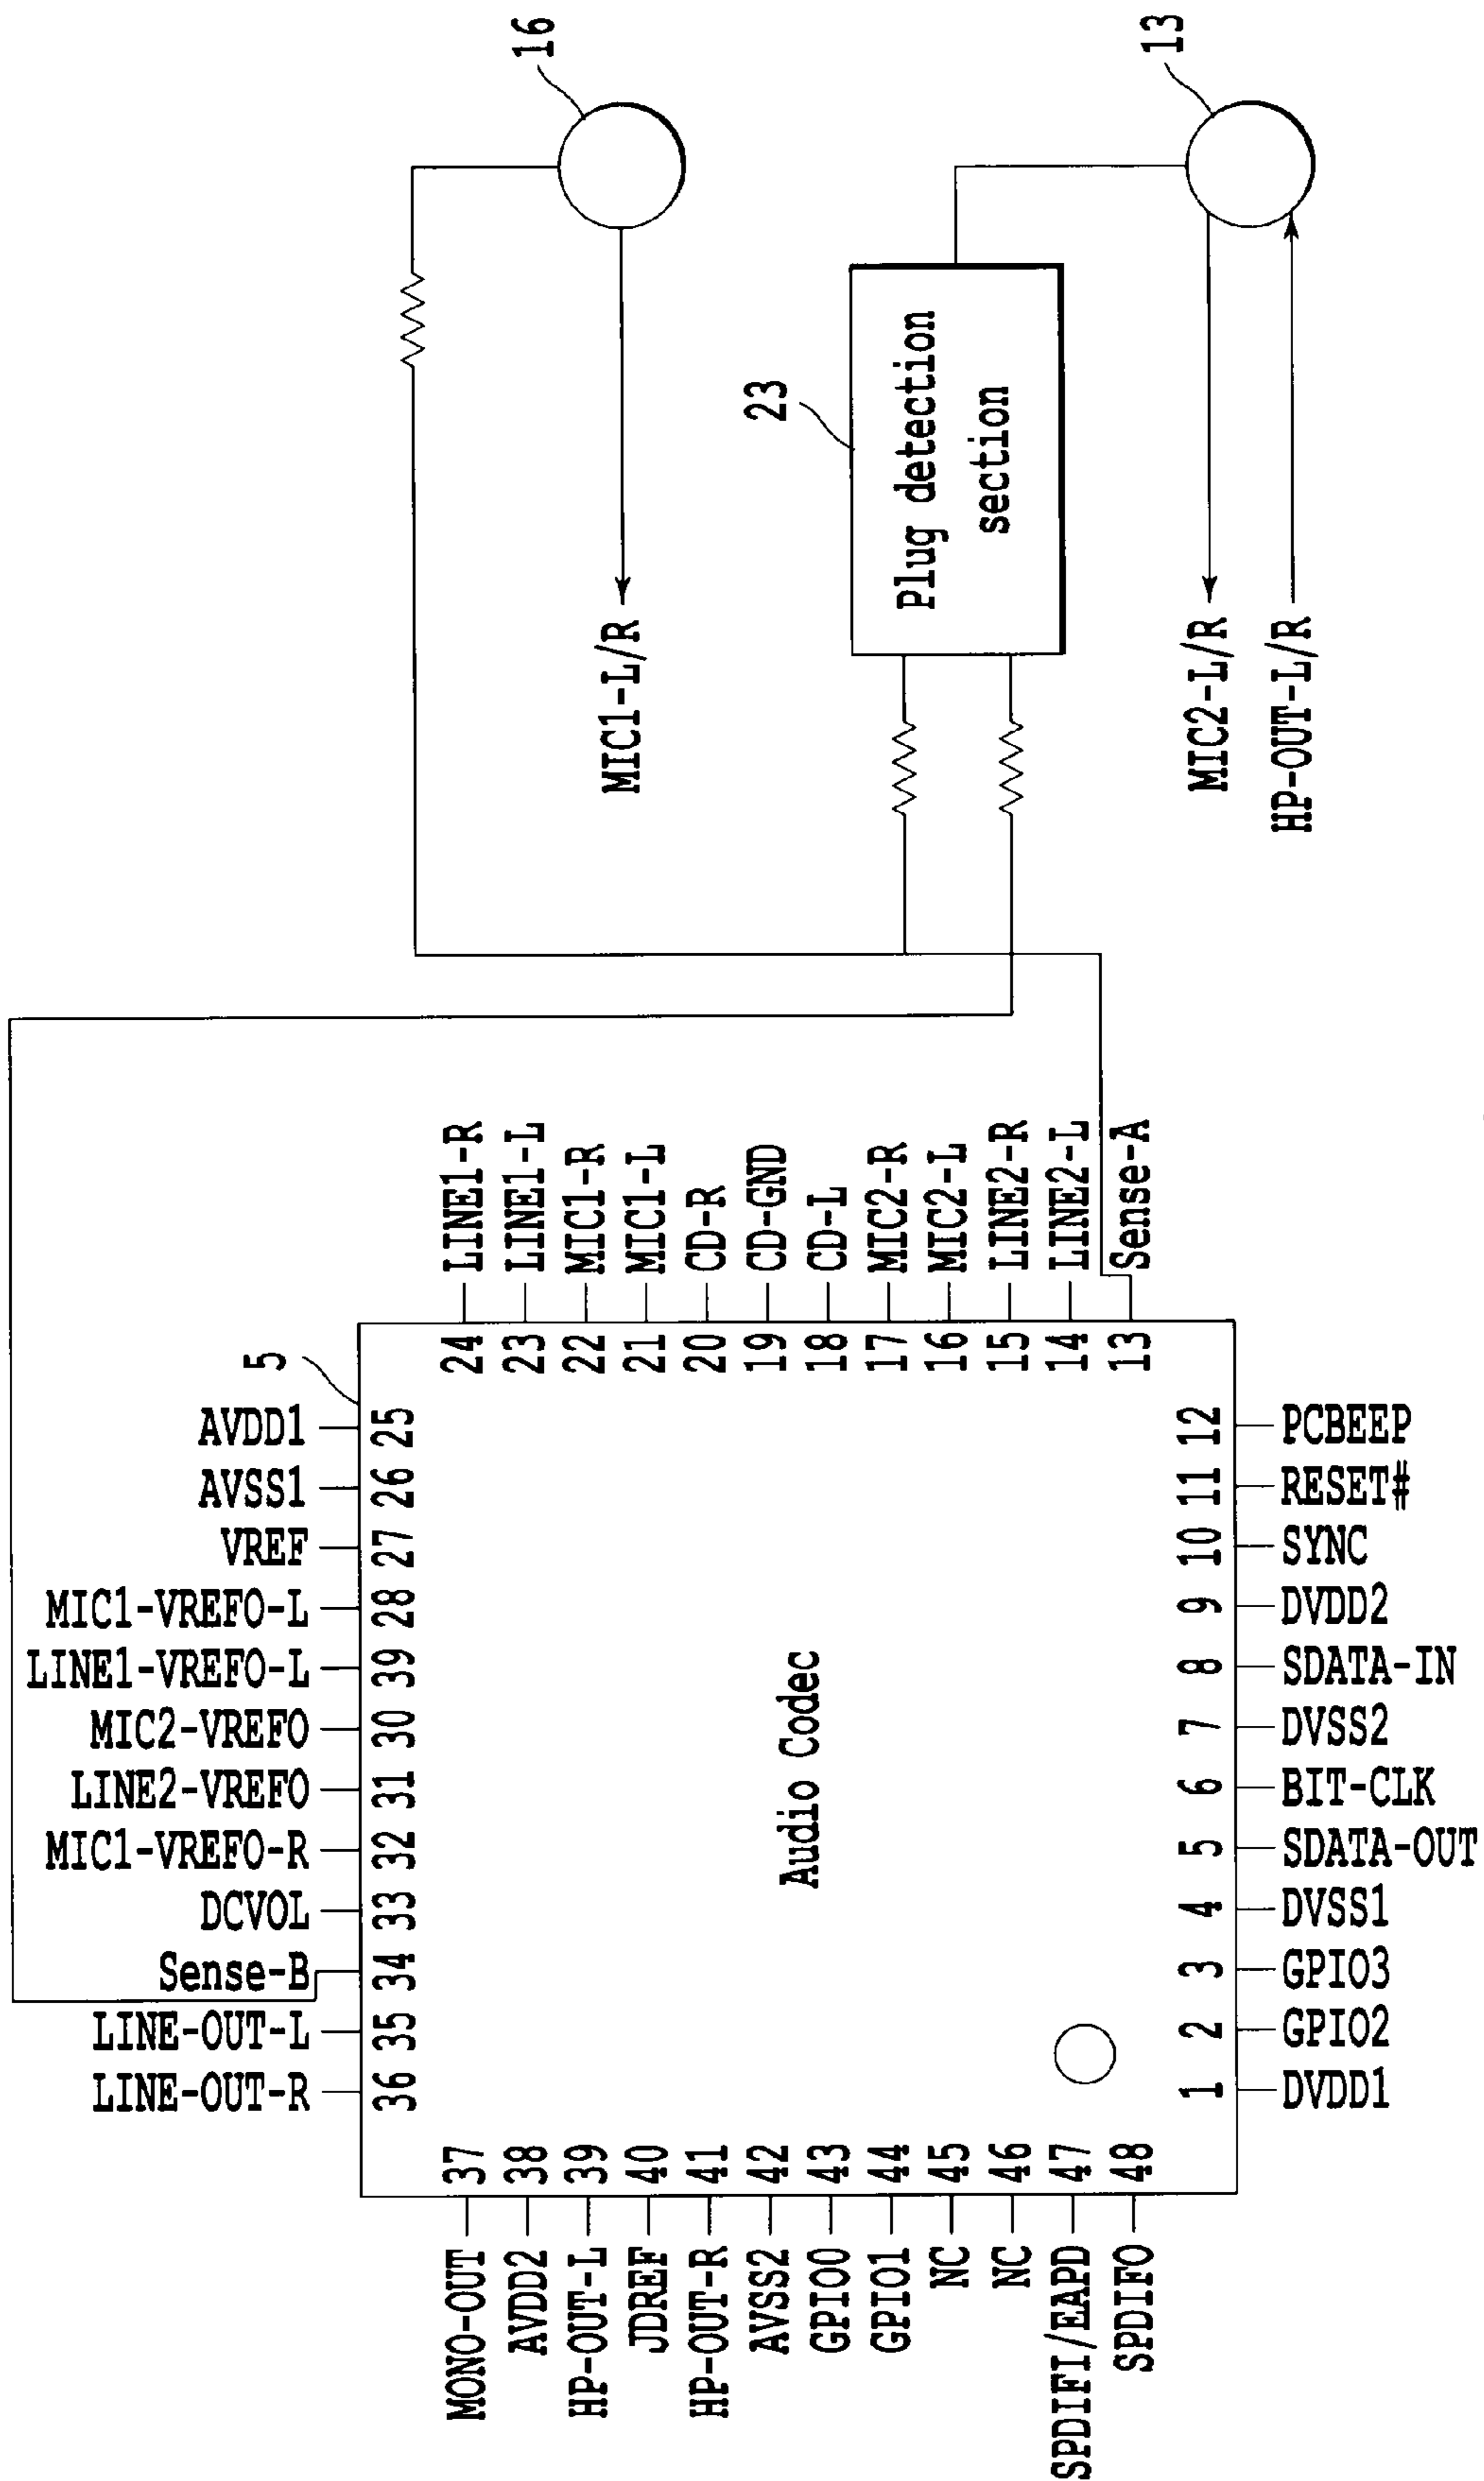 16
13
MIC1-L/R
23
Plug detection
section
MIC2-L/R
HP-OUT-L/R
5
Audio Codec
24 LINE1-R
23 LINE1-L
22 MIC1-R
21 MIC1-L
20 CD-R
19 CD-GND
18 CD-L
17 MIC2-R
16 MIC2-L
15 LINE2-R
14 LINE2-L
13 Sense-A
AVDD1 25
AVSS1 26
VREF 27
MIC1-VREFO-L 28
LINE1-VREFO-L 39
MIC2-VREFO 30
LINE2-VREFO 31
MIC1-VREFO-R 32
DCVOL 33
Sense-B 34
LINE-OUT-L 35
LINE-OUT-R 36
12 PCBEEP
11 RESET#
10 SYNC
9 DVDD2
8 SDATA-IN
7 DVSS2
6 BIT-CLK
5 SDATA-OUT
4 DVSS1
3 GPIO3
2 GPIO2
1 DVDD1
MONO-OUT 37
AVDD2 38
HP-OUT-L 39
JDREF 40
HP-OUT-R 41
AVSS2 42
GPIO0 43
GPIO1 44
NC 45
NC 46
SPDIFI/EAPD 47
SPDIFO 48